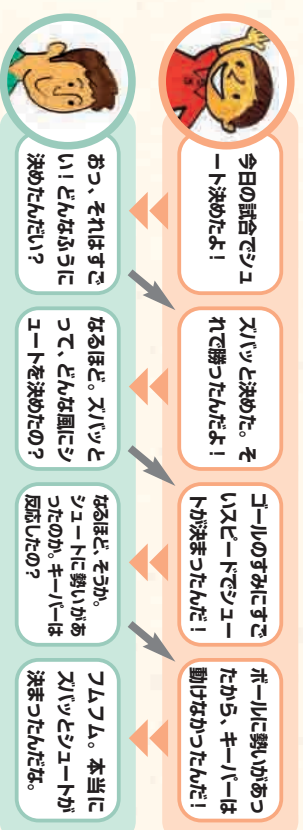 今日の試合でシュ
ート決めたよ！
おっ、それはすご
い！どんなふうに
決めたんだい？
ズバッと決めた。そ
れで勝ったんだよ！
なるほど。ズバッと
って、どんな風にシ
ュートを決めたの？
ゴールのすみにすご
いスピードでシュー
トが決まったんだ！
なるほど、そうか。
シュートに勢いがあ
ったのか。キーパーは
反応したの？
ボールに勢いがあっ
たから、キーパーは
動けなかったんだ！
フムフム。本当に
ズバッとシュートが
決まったんだな。